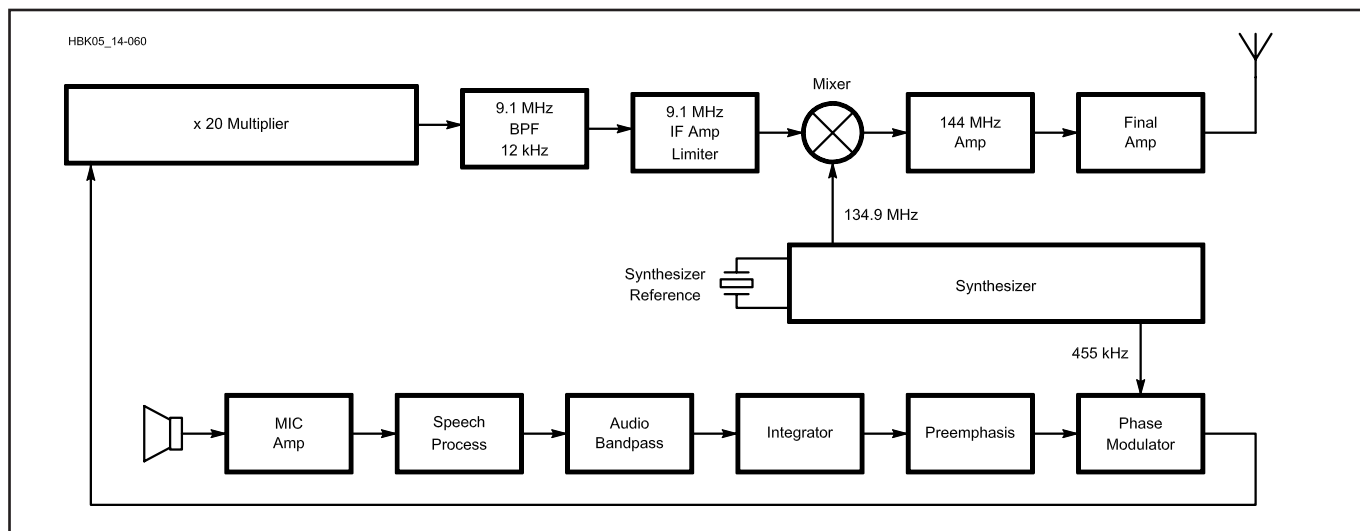 HBK05_14-060
x 20 Multiplier
9.1 MHz
BPF
12 kHz
9.1 MHz
IF Amp
Limiter
Mixer
144 MHz
Amp
Final
Amp
134.9 MHz
Synthesizer
Reference
Synthesizer
455 kHz
MIC
Amp
Speech
Process
Audio
Bandpass
Integrator
Preemphasis
Phase
Modulator